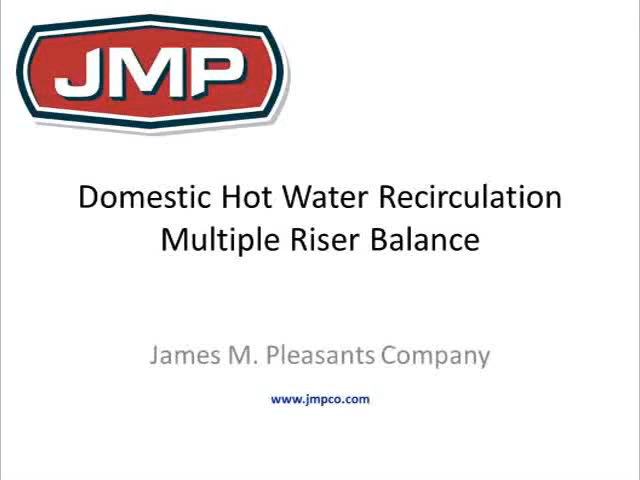 JMP
Domestic Hot Water Recirculation
Multiple Riser Balance
James M. Pleasants Company
www.jmpco.com